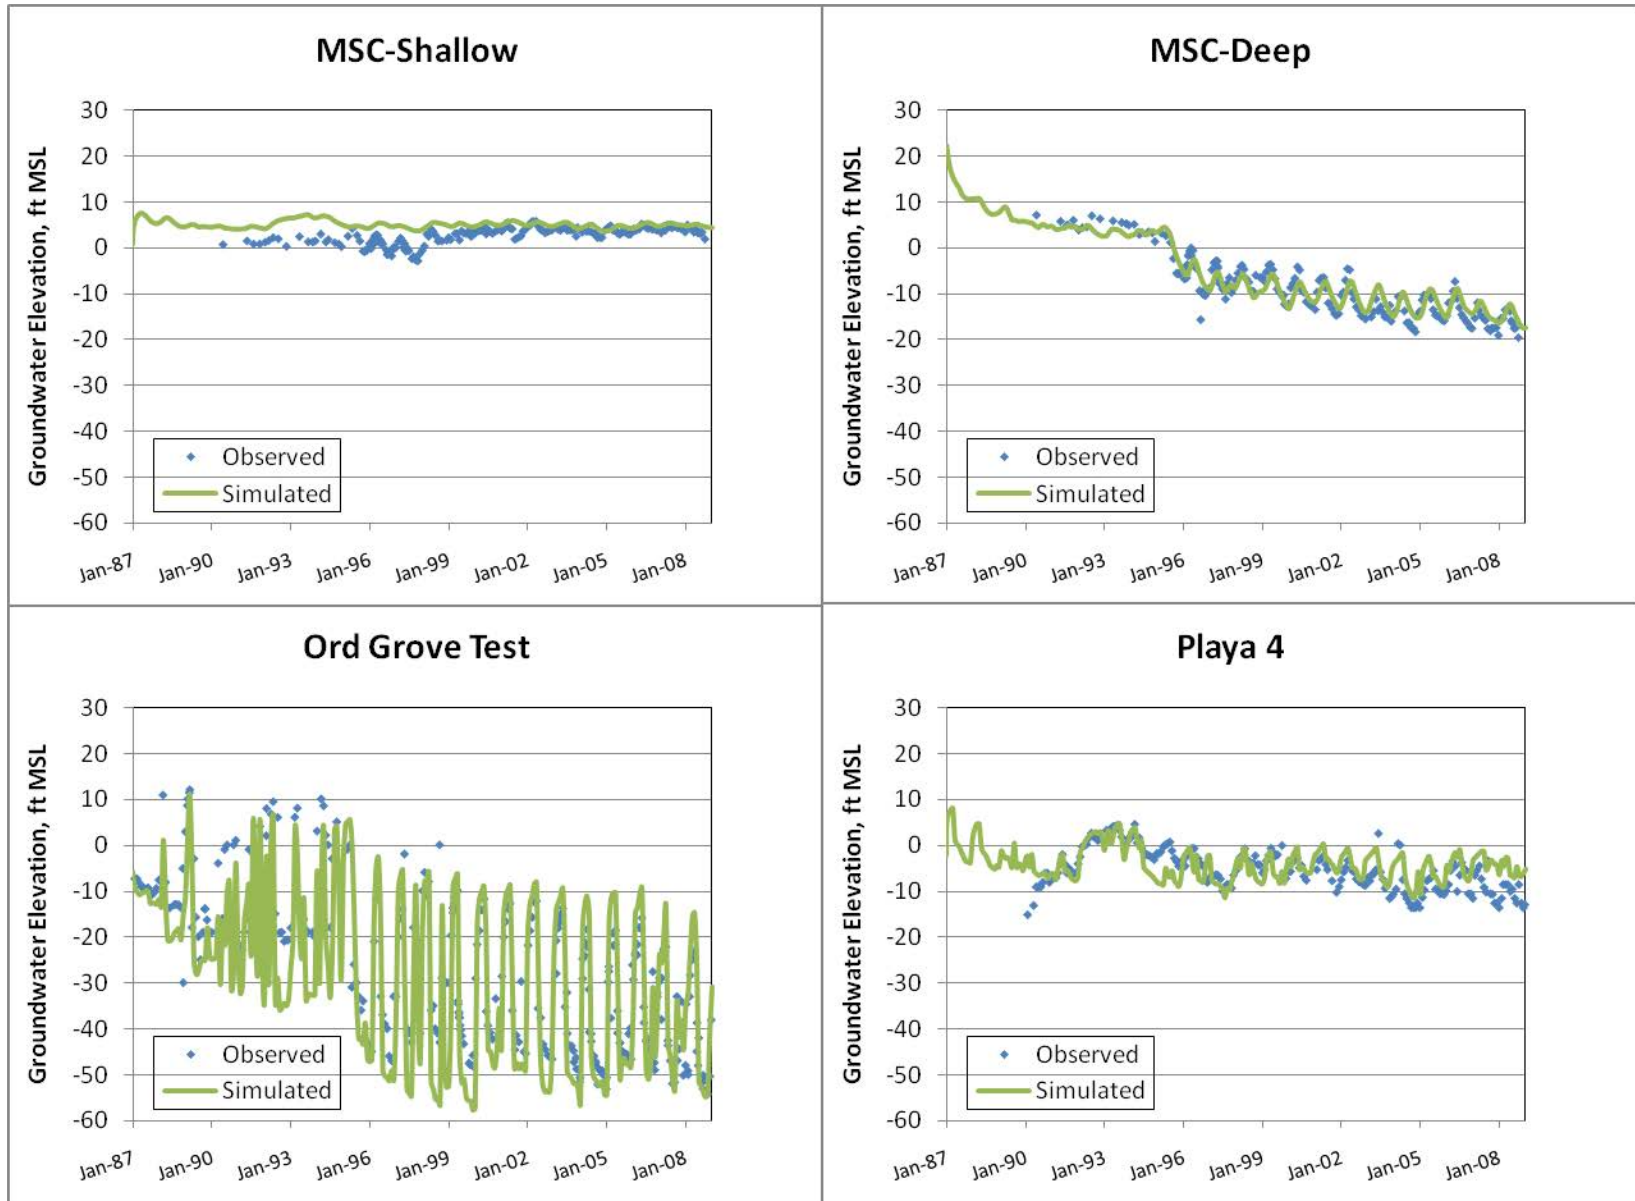 MSC-Shallow
Groundwater Elevation, ft MSL
30
20
10
0
-10
-20
-30
-40
-50
-60
Observed
Simulated
Jan-87 Jan-90 Jan-93 Jan-96 Jan-99 Jan-02 Jan-05 Jan-08
MSC-Deep
Groundwater Elevation, ft MSL
30
20
10
0
-10
-20
-30
-40
-50
-60
Observed
Simulated
Jan-87 Jan-90 Jan-93 Jan-96 Jan-99 Jan-02 Jan-05 Jan-08
Ord Grove Test
Groundwater Elevation, ft MSL
30
20
10
0
-10
-20
-30
-40
-50
-60
Observed
Simulated
Jan-87 Jan-90 Jan-93 Jan-96 Jan-99 Jan-02 Jan-05 Jan-08
Playa 4
Groundwater Elevation, ft MSL
30
20
10
0
-10
-20
-30
-40
-50
-60
Observed
Simulated
Jan-87 Jan-90 Jan-93 Jan-96 Jan-99 Jan-02 Jan-05 Jan-08